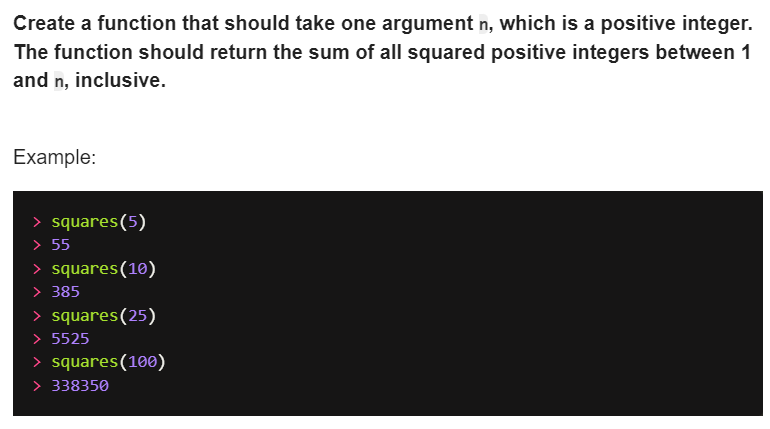 Create a function that should take one argument n, which is a positive integer.
The function should return the sum of all squared positive integers between 1
and n, inclusive.
Example:
> squares(5)
> 55
> squares(10)
> 385
> squares(25)
> 5525
> squares(100)
> 338350